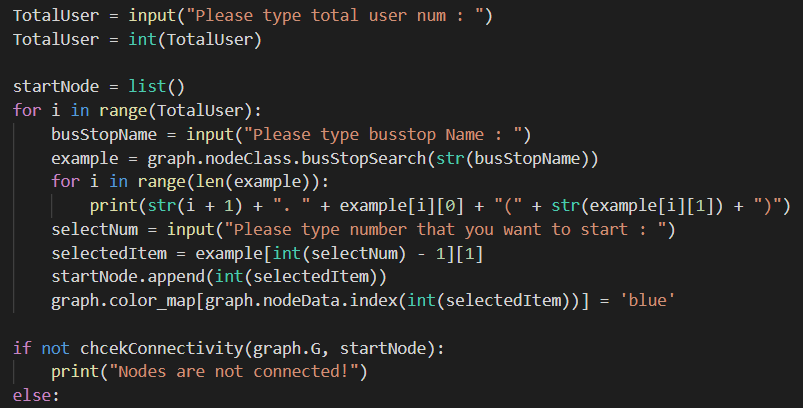 TotalUser = input("Please type total user num : ")
TotalUser = int(TotalUser)

startNode = list()
for i in range(TotalUser):
    busStopName = input("Please type busstop Name : ")
    example = graph.nodeClass.busStopSearch(str(busStopName))
    for i in range(len(example)):
        print(str(i + 1) + ". " + example[i][0] + "(" + str(example[i][1]) + ")")
    selectNum = input("Please type number that you want to start : ")
    selectedItem = example[int(selectNum) - 1][1]
    startNode.append(int(selectedItem))
    graph.color_map[graph.nodeData.index(int(selectedItem))] = 'blue'

if not chcekConnectivity(graph.G, startNode):
    print("Nodes are not connected!")
else: